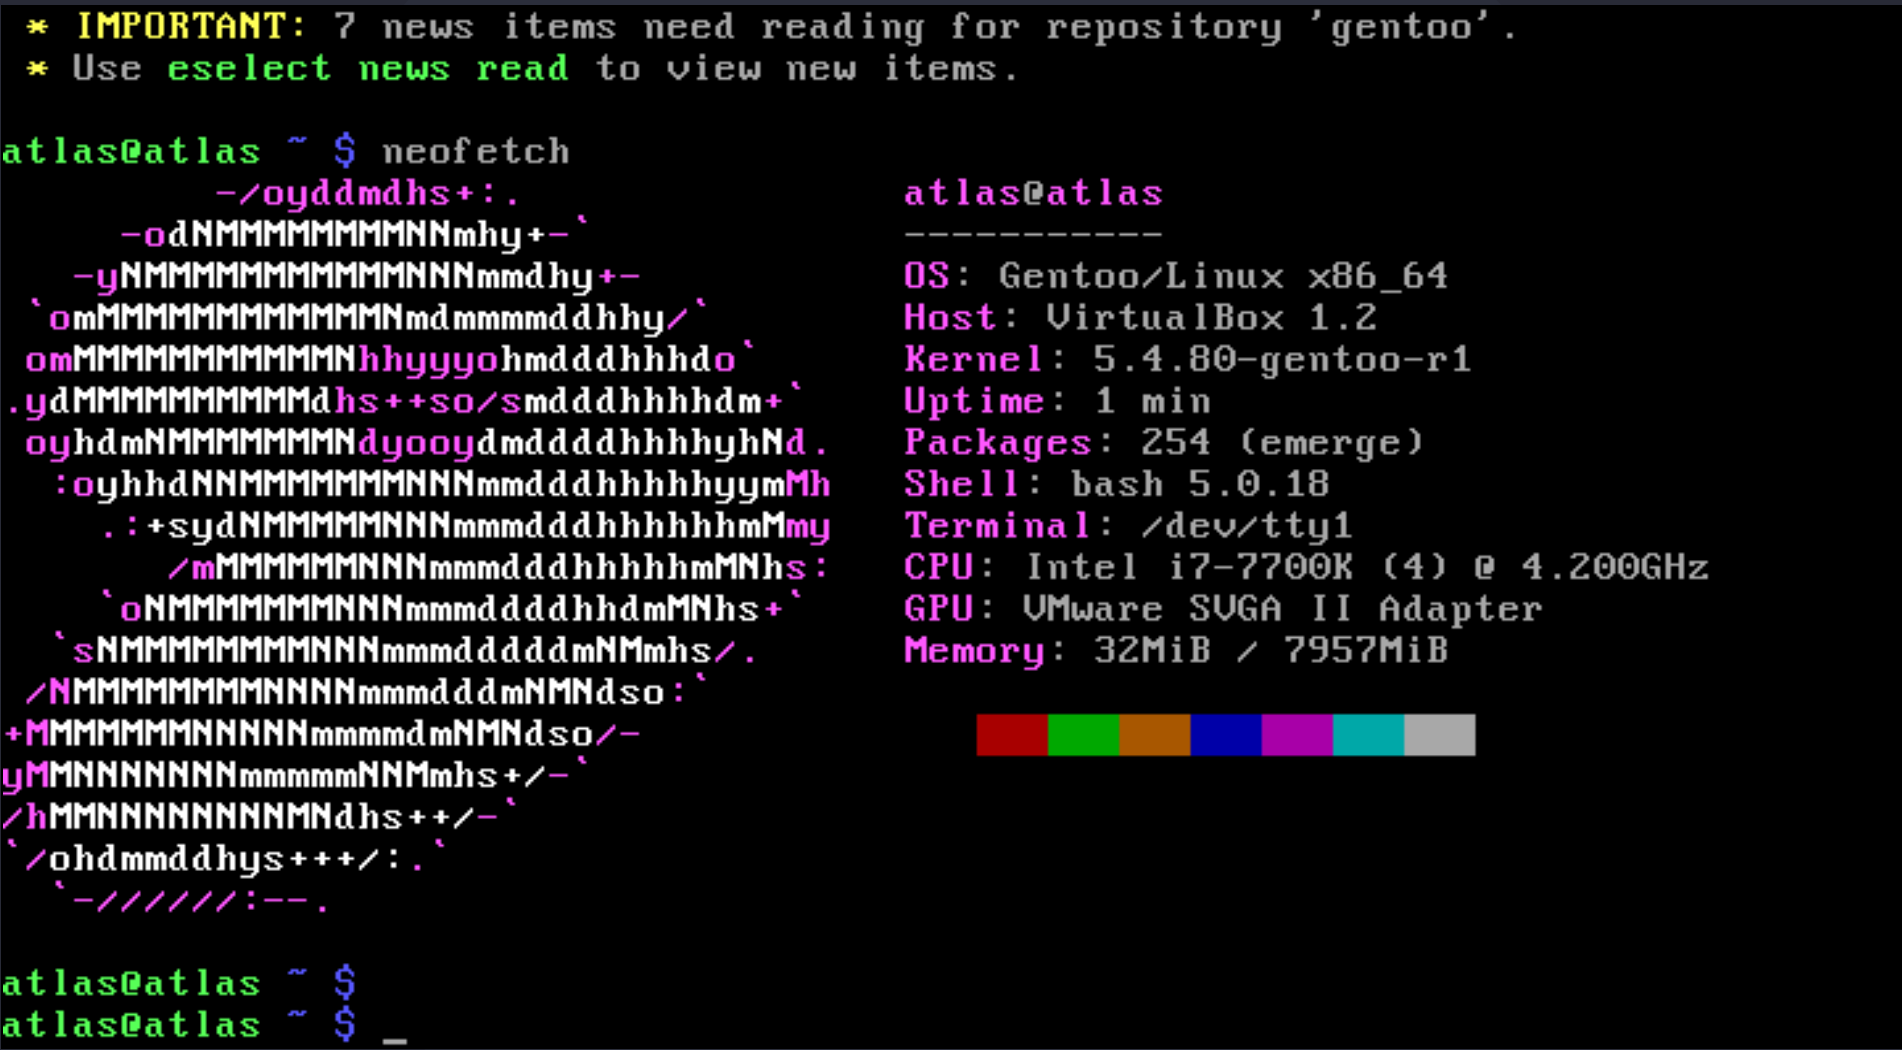 * IMPORTANT: 7 news items need reading for repository 'gentoo'.
* Use eselect news read to view new items.
atlas@atlas ~ $ neofetch
-/oyddmdhs+:.
-odNMMMMMMMMNNmhy+-`
-yNMMMMMMMMMMMNNNmmdhy+-
`omMMMMMMMMMMMMNmdmmmmddhhy/`
omMMMMMMMMMMMNhhyyyohmdddhhhdo`
.ydMMMMMMMMMMdhs++so/smdddhhhhdm+`
oyhdmNMMMMMMMNdyooydmddddhhhhyhNd.
:oyhhdNNMMMMMMMNNNmmdddhhhhhyymMh
.:+sydNMMMMMNNNmmmdddhhhhhhmMmy
/mMMMMMMNNNmmmdddhhhhhmMNhs:
`oNMMMMMMMNNNmmmddddhhdmMNhs+`
`sNMMMMMMMMNNNmmmdddddmNMmhs/.
/NMMMMMMMMNNNNmmmdddmNMNdso:`
+MMMMMMMNNNNNmmmmdmNMNdso/-
yMMNNNNNNNmmmmmNNMmhs+/-`
/hMMNNNNNNNNMNdhs++/-`
`/ohdmmddhys+++/:.`
`-//////:--.
atlas@atlas
-----------
OS: Gentoo/Linux x86_64
Host: VirtualBox 1.2
Kernel: 5.4.80-gentoo-r1
Uptime: 1 min
Packages: 254 (emerge)
Shell: bash 5.0.18
Terminal: /dev/tty1
CPU: Intel i7-7700K (4) @ 4.200GHz
GPU: VMware SVGA II Adapter
Memory: 32MiB / 7957MiB
atlas@atlas ~ $
atlas@atlas ~ $ _